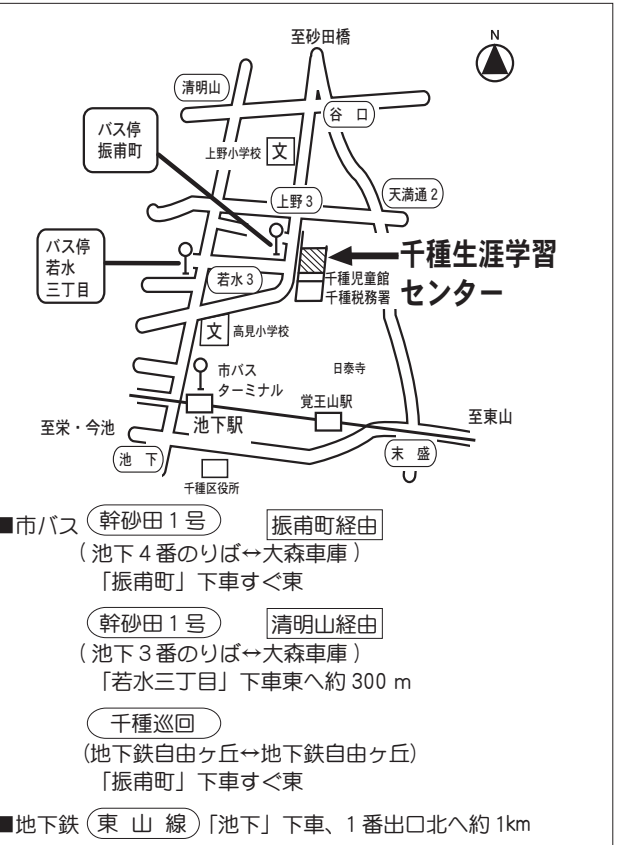 至砂田橋
N
清明山
谷 口
バス停
振甫町
上野小学校 文
上野3
天満通2
バス停
若水
三丁目
若水3
千種生涯学習
センター
千種児童館
千種税務署
文 高見小学校
市バス
ターミナル
日泰寺
覚王山駅
至東山
池下駅
至栄・今池
池 下
末 盛
千種区役所
■市バス 幹砂田1号 振甫町経由
(池下4番のりば↔大森車庫)
「振甫町」下車すぐ東
幹砂田1号 清明山経由
(池下3番のりば↔大森車庫)
「若水三丁目」下車東へ約300 m
千種巡回
(地下鉄自由ヶ丘↔地下鉄自由ヶ丘)
「振甫町」下車すぐ東
■地下鉄 東 山 線 「池下」下車、1番出口北へ約1km